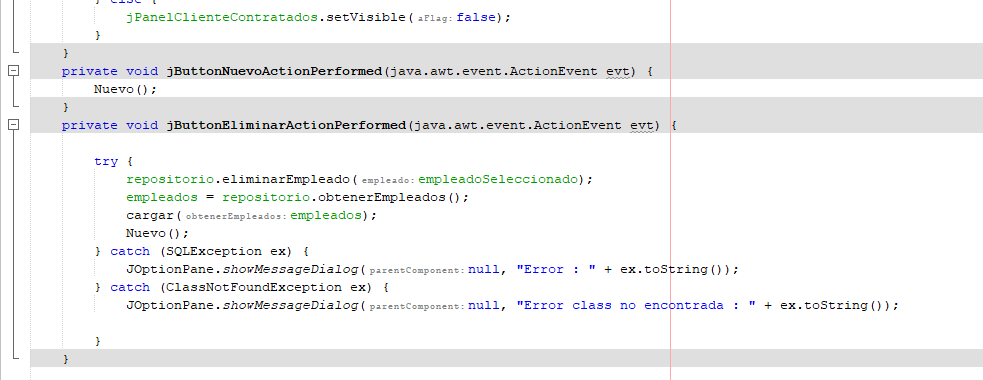 } else {
jPanelClienteContratados.setVisible( aFlag: false);
}
}
private void jButtonNuevoActionPerformed(java.awt.event.ActionEvent evt) {
Nuevo();
}
private void jButtonEliminarActionPerformed(java.awt.event.ActionEvent evt) {
try {
repositorio.eliminarEmpleado( empleado: empleadoSeleccionado);
empleados = repositorio.obtenerEmpleados();
cargar( obtenerEmpleados: empleados);
Nuevo();
} catch (SQLException ex) {
JOptionPane.showMessageDialog( parentComponent: null, "Error : " + ex.toString());
} catch (ClassNotFoundException ex) {
JOptionPane.showMessageDialog( parentComponent: null, "Error class no encontrada : " + ex.toString());
}
}